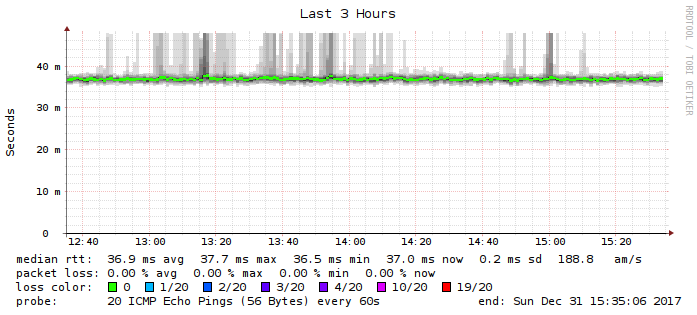 Last 3 Hours
RRDTOOL / TOBI OETIKER
Seconds
40 m
30 m
20 m
10 m
0
12:40 13:00 13:20 13:40 14:00 14:20 14:40 15:00 15:20
median rtt: 36.9 ms avg 37.7 ms max 36.5 ms min 37.0 ms now 0.2 ms sd 188.8 am/s
packet loss: 0.00 % avg 0.00 % max 0.00 % min 0.00 % now
loss color: 0 1/20 2/20 3/20 4/20 10/20 19/20
probe: 20 ICMP Echo Pings (56 Bytes) every 60s end: Sun Dec 31 15:35:06 2017